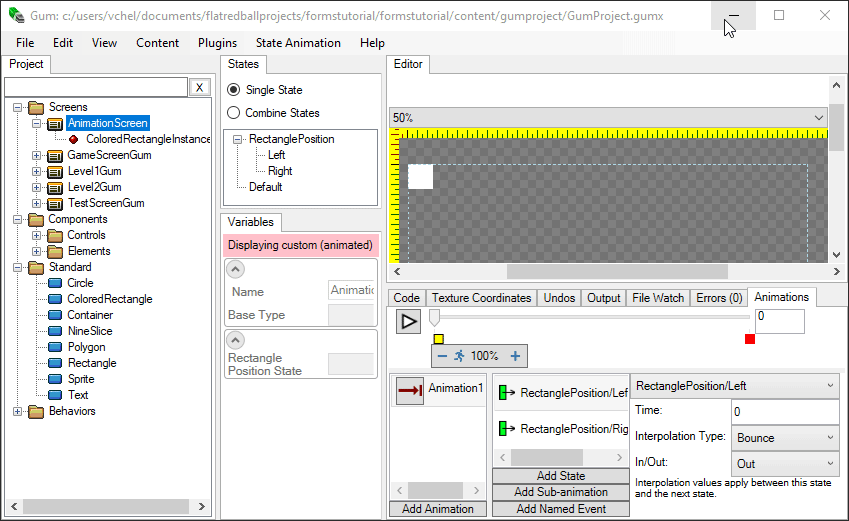 Gum: c:/users/vchel/documents/flatredballprojects/formstutorial/formstutorial/content/gumproject/GumProject.gumx
File Edit View Content Plugins State Animation Help
Project
X
Screens
AnimationScreen
ColoredRectangleInstance
GameScreenGum
Level1Gum
Level2Gum
TestScreenGum
Components
Controls
Elements
Standard
Circle
ColoredRectangle
Container
NineSlice
Polygon
Rectangle
Sprite
Text
Behaviors
States
Single State
Combine States
RectanglePosition
Left
Right
Default
Variables
Displaying custom (animated)
Name Animatio
Base Type
Rectangle
Position State
Editor
50%
Code Texture Coordinates Undos Output File Watch Errors (0) Animations
0
100%
Animation1
Add Animation
RectanglePosition/Left
RectanglePosition/Rig
Add State
Add Sub-animation
Add Named Event
RectanglePosition/Left
Time: 0
Interpolation Type: Bounce
In/Out: Out
Interpolation values apply between this state
and the next state.